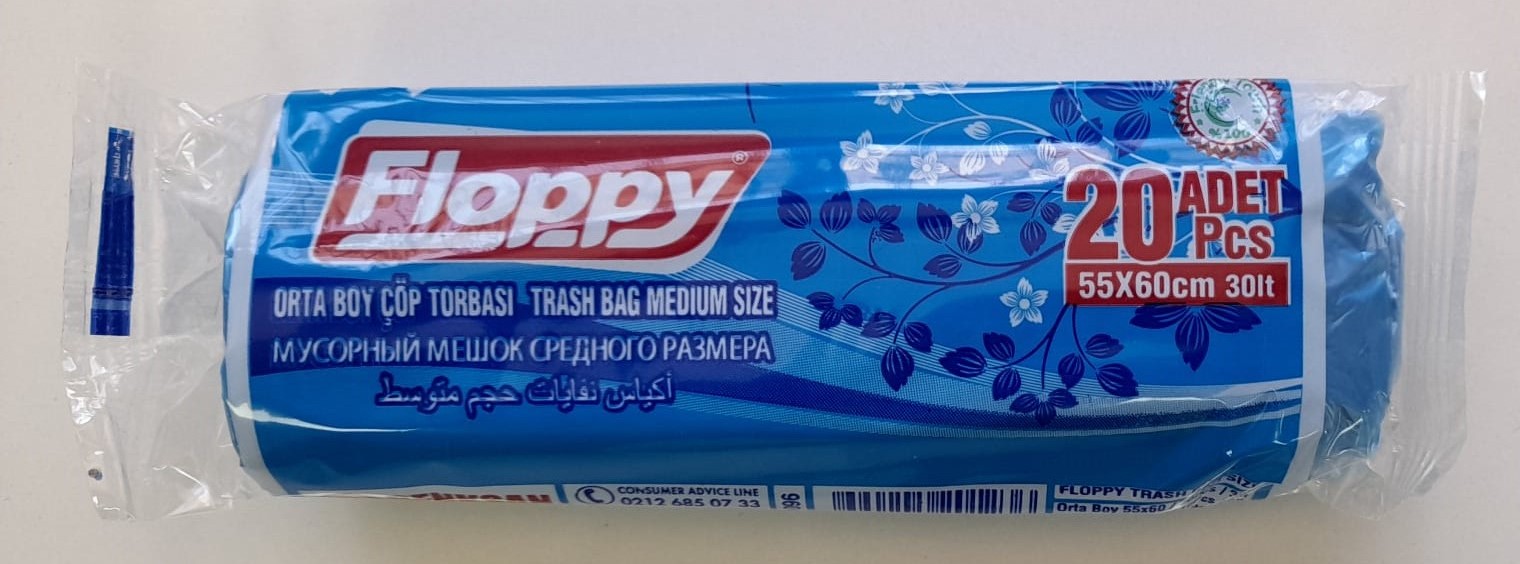 Floppy®
%100
20 ADET
Pcs
55X60cm 30lt
ORTA BOY ÇÖP TORBASI TRASH BAG MEDIUM SIZE
МУСОРНЫЙ МЕШОК СРЕДНОГО РАЗМЕРА
أكياس نفايات حجم متوسط
CONSUMER ADVICE LINE
0212 685 07 33
FLOPPY TRASH
Orta Boy 55x60